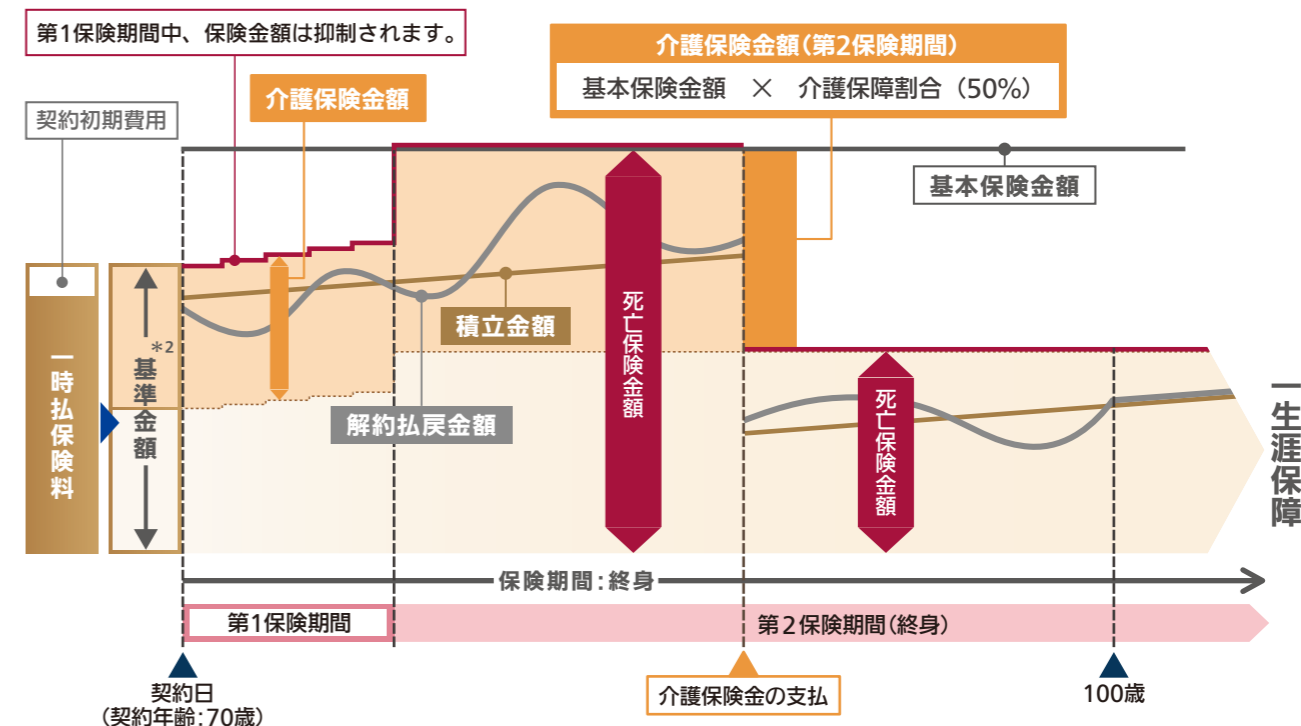 第1保険期間中、保険金額は抑制されます。
介護保険金額(第2保険期間)
基本保険金額 × 介護保障割合（50%）
介護保険金額
契約初期費用
基本保険金額
一時払保険料
*2
基準金額
積立金額
解約払戻金額
死亡保険金額
死亡保険金額
一生涯保障
保険期間：終身
第1保険期間
第2保険期間(終身)
契約日
（契約年齢：70歳）
介護保険金の支払
100歳